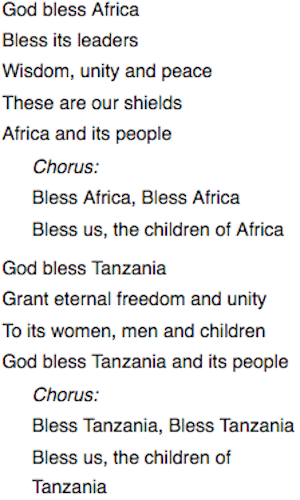 God bless Africa
Bless its leaders
Wisdom, unity and peace
These are our shields
Africa and its people
Chorus:
Bless Africa, Bless Africa
Bless us, the children of Africa
God bless Tanzania
Grant eternal freedom and unity
To its women, men and children
God bless Tanzania and its people
Chorus:
Bless Tanzania, Bless Tanzania
Bless us, the children of
Tanzania